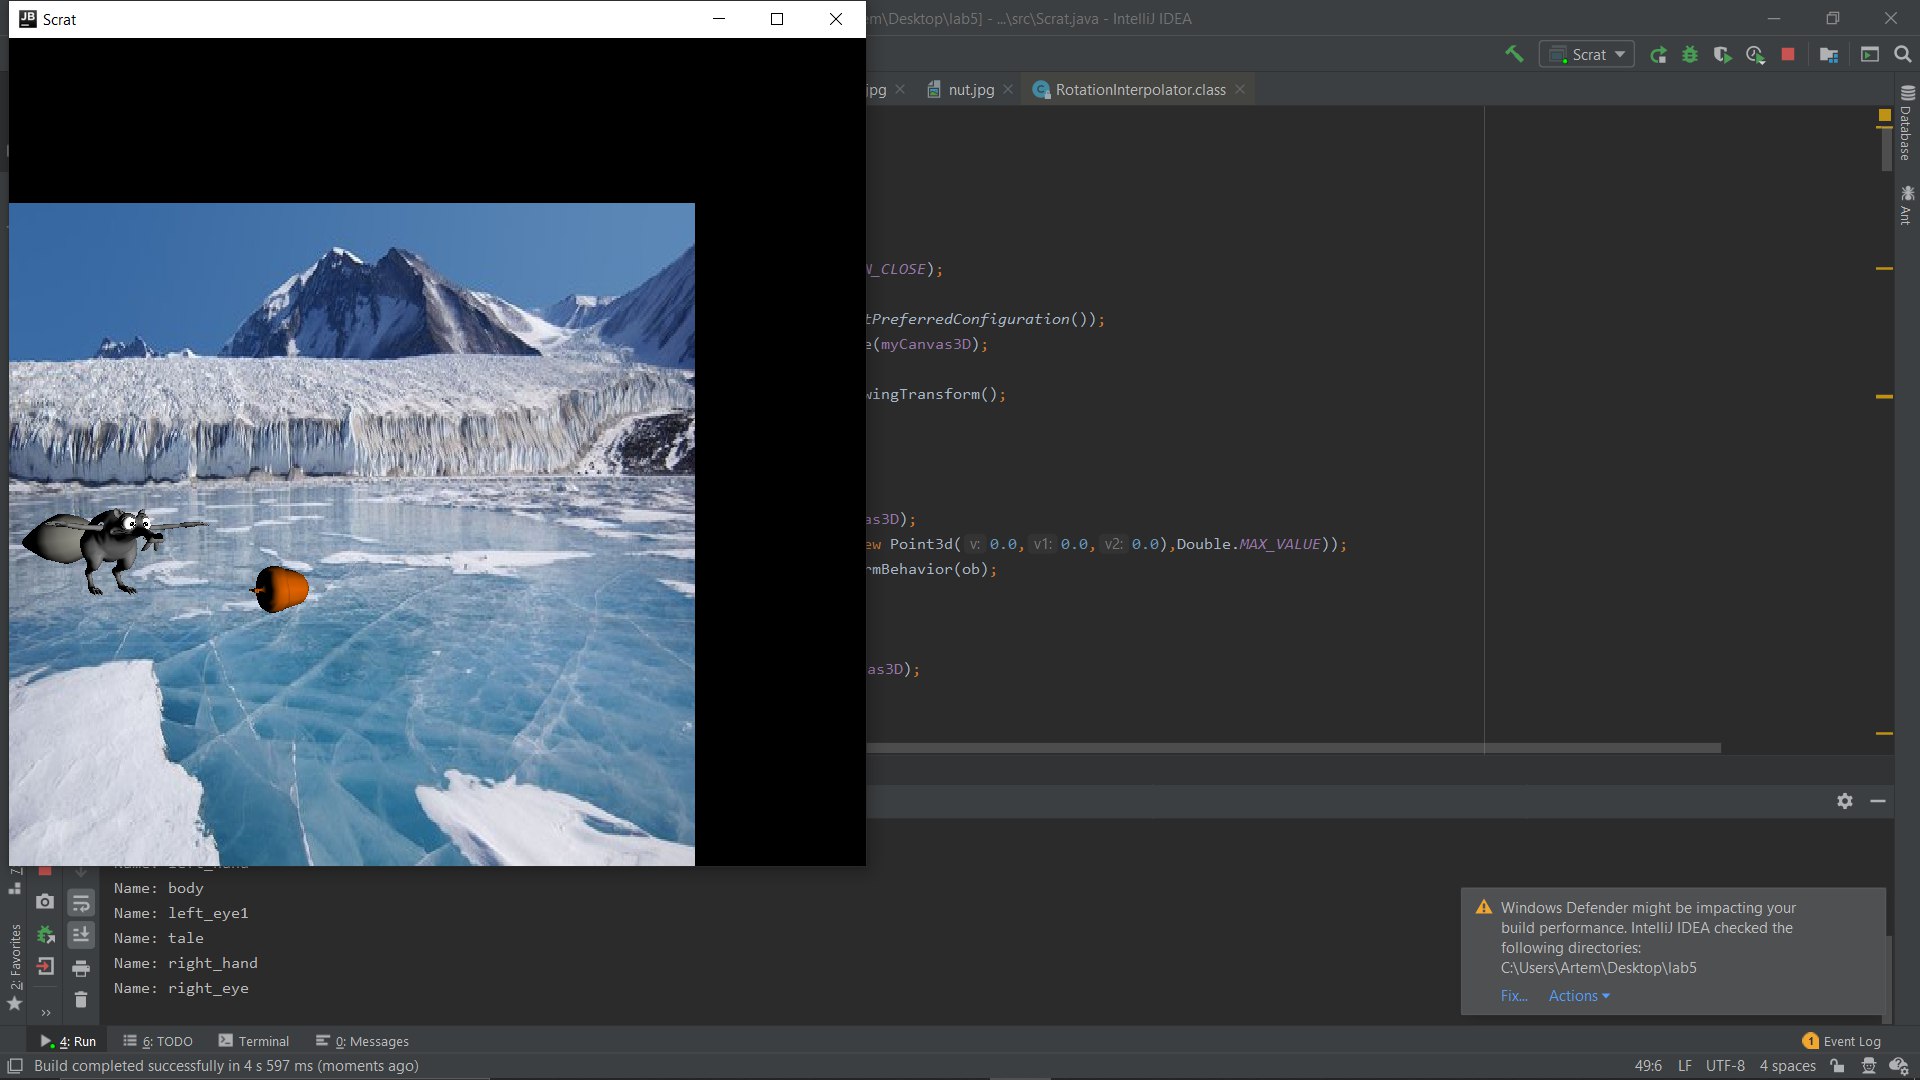 JB Scrat
m\Desktop\lab5] - ...\src\Scrat.java - IntelliJ IDEA
Scrat
jpg
nut.jpg
RotationInterpolator.class
Database
Ant
_CLOSE);
tPreferredConfiguration());
e(myCanvas3D);
wingTransform();
as3D);
ew Point3d( v: 0.0, v1: 0.0, v2: 0.0),Double.MAX_VALUE));
rmBehavior(ob);
as3D);
Name: body
Name: left_eye1
Name: tale
Name: right_hand
Name: right_eye
2: Favorites
Windows Defender might be impacting your
build performance. IntelliJ IDEA checked the
following directories:
C:\Users\Artem\Desktop\lab5
Fix... Actions
4: Run
6: TODO
Terminal
0: Messages
1 Event Log
Build completed successfully in 4 s 597 ms (moments ago)
49:6 LF UTF-8 4 spaces